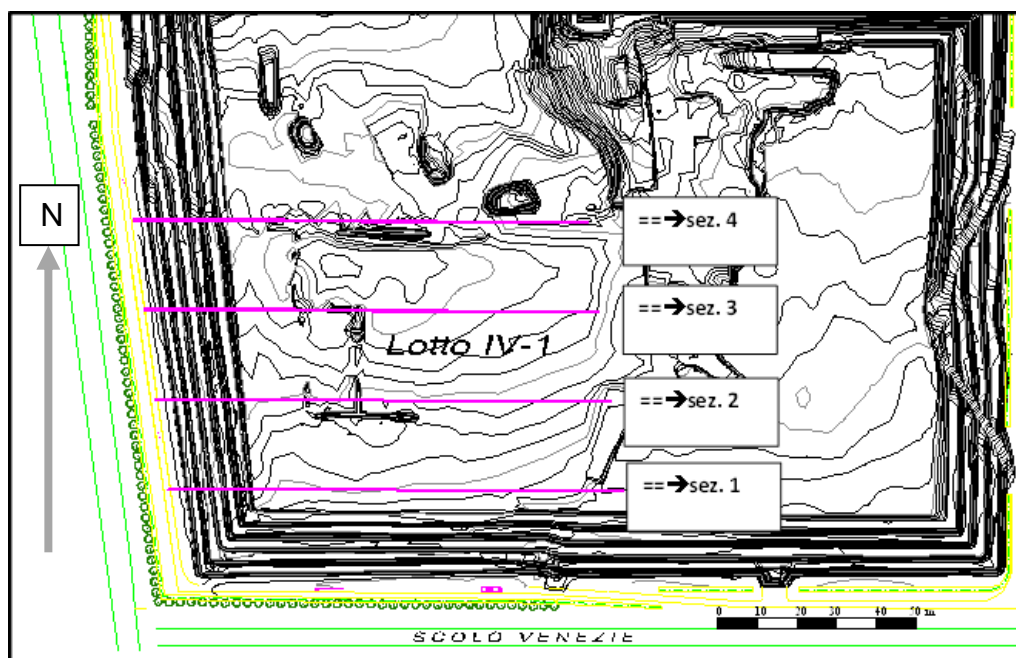 N
==➔sez. 4
==➔sez. 3
Lotto IV-1
==➔sez. 2
==➔sez. 1
0 10 20 30 40 50 m
SCOLO VENEZIE